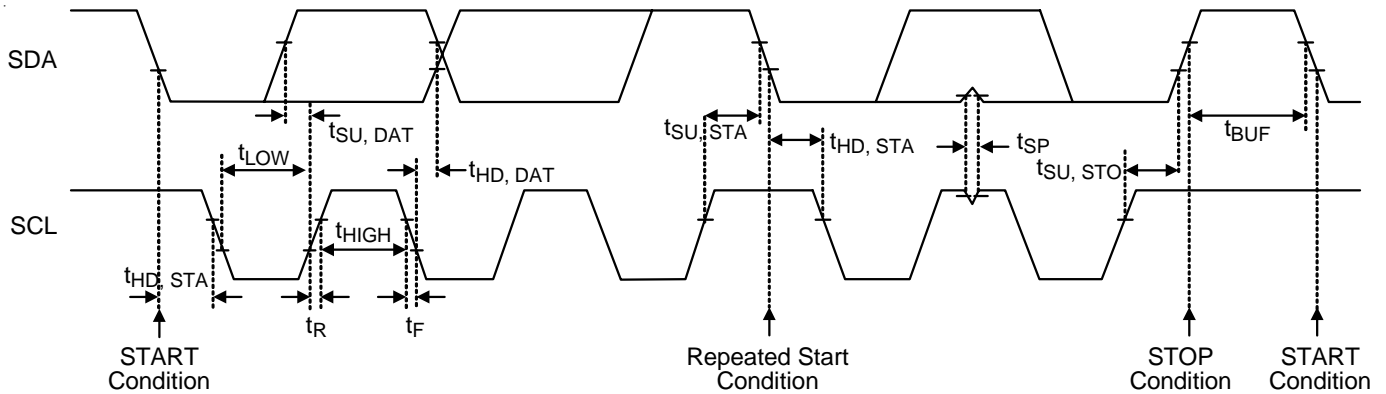 SDA
tSU, DAT
tSU, STA
tHD, STA
tSP
tBUF
tLOW
tHD, DAT
tSU, STO
SCL
tHIGH
tHD, STA
tR
tF
START
Condition
Repeated Start
Condition
STOP
Condition
START
Condition